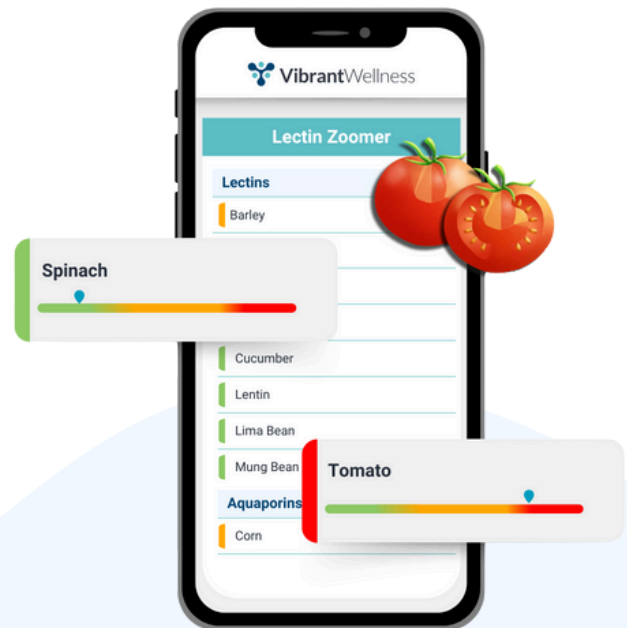 VibrantWellness
Lectin Zoomer
Lectins
Barley
Spinach
Cucumber
Lentin
Lima Bean
Mung Bean
Tomato
Aquaporins
Corn